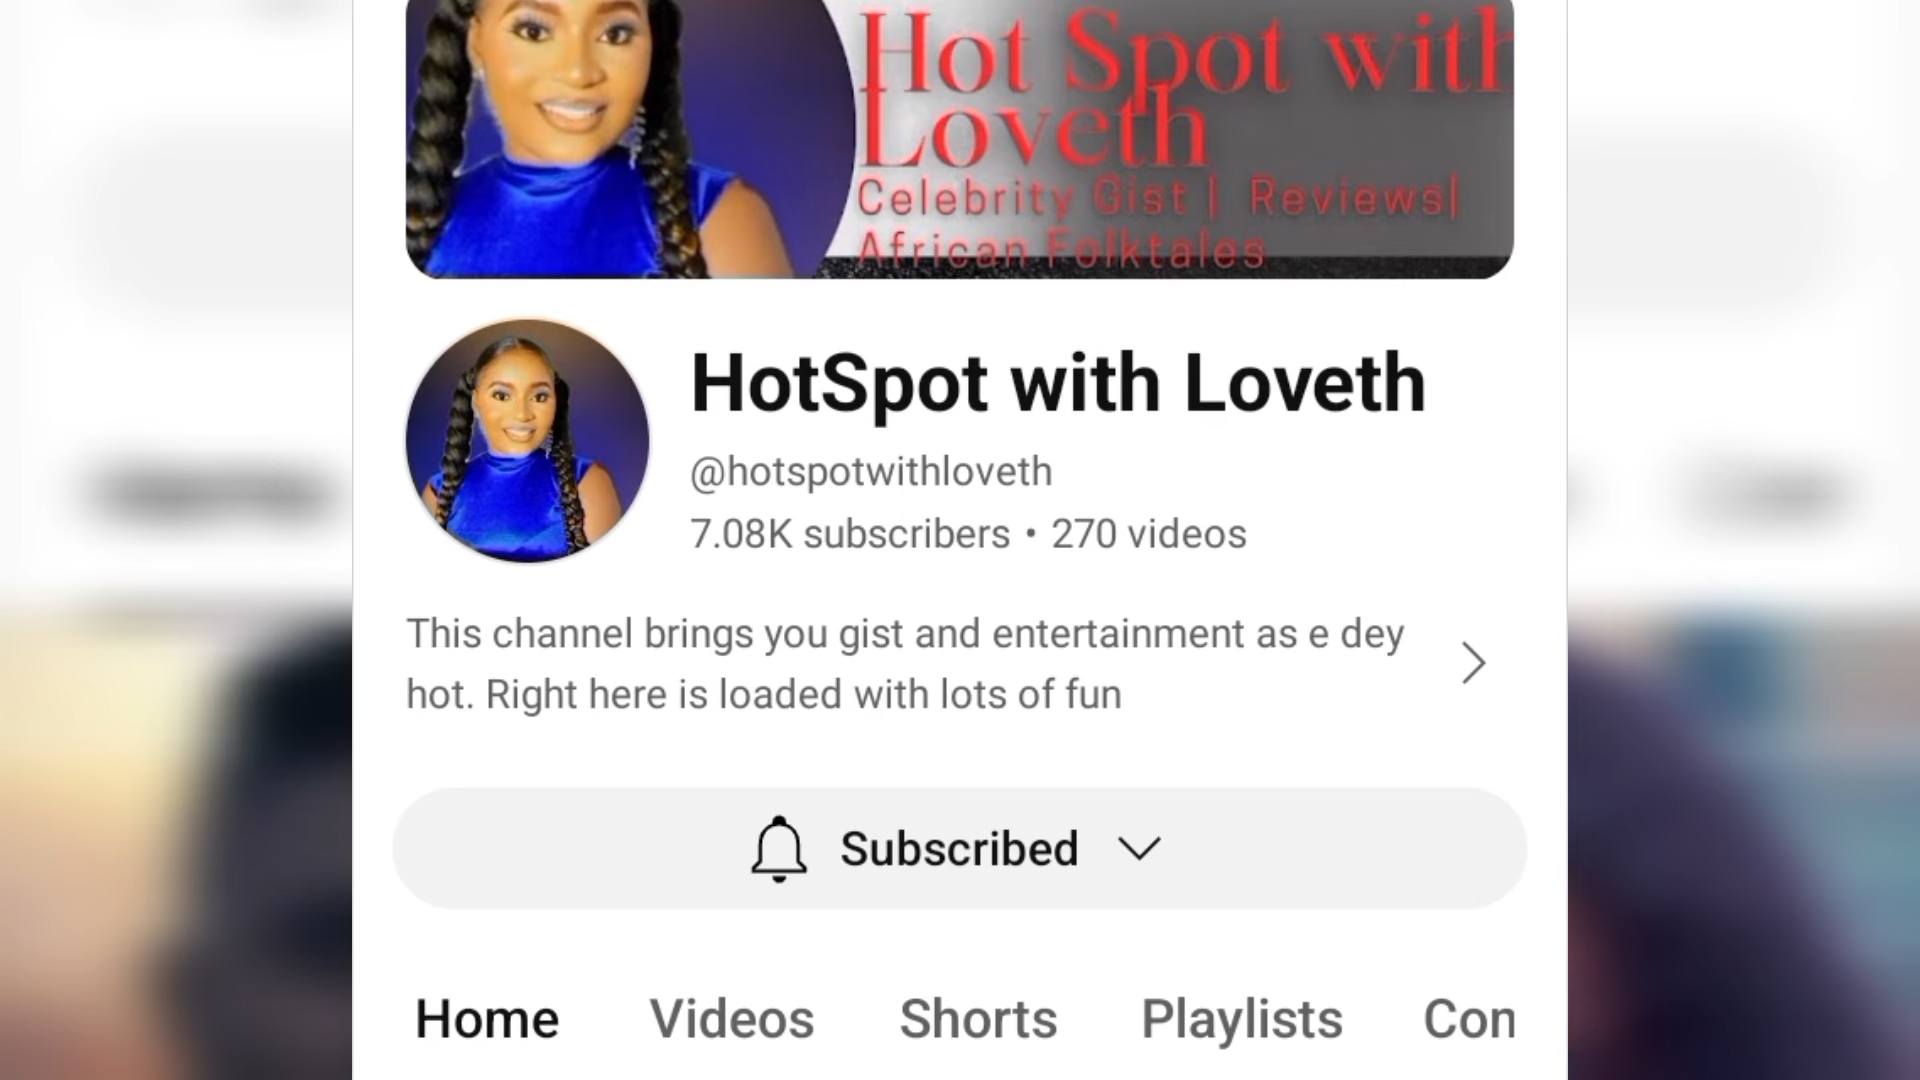 Hot Spot with
Loveth
Celebrity Gist | Reviews|
African Folktales
HotSpot with Loveth
@hotspotwithloveth
7.08K subscribers • 270 videos
This channel brings you gist and entertainment as e dey
hot. Right here is loaded with lots of fun
Subscribed
Home Videos Shorts Playlists Con